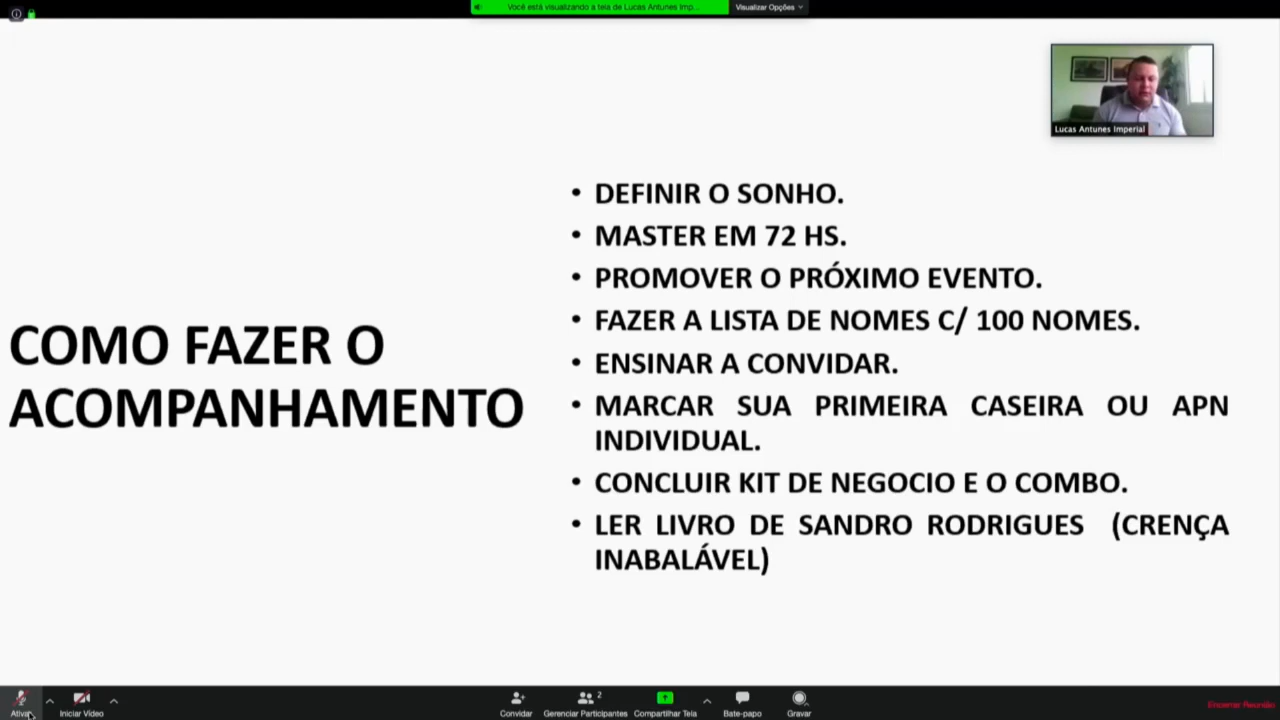 Você está visualizando a tela de Lucas Antunes Imp...
Visualizar Opções
Lucas Antunes Imperial
COMO FAZER O
ACOMPANHAMENTO
• DEFINIR O SONHO.
• MASTER EM 72 HS.
• PROMOVER O PRÓXIMO EVENTO.
• FAZER A LISTA DE NOMES C/ 100 NOMES.
• ENSINAR A CONVIDAR.
• MARCAR SUA PRIMEIRA CASEIRA OU APN
INDIVIDUAL.
• CONCLUIR KIT DE NEGOCIO E O COMBO.
• LER LIVRO DE SANDRO RODRIGUES (CRENÇA
INABALÁVEL)
Ativar
Iniciar Vídeo
Convidar
Gerenciar Participantes
2
Compartilhar Tela
Bate-papo
Gravar
Encerrar Reunião